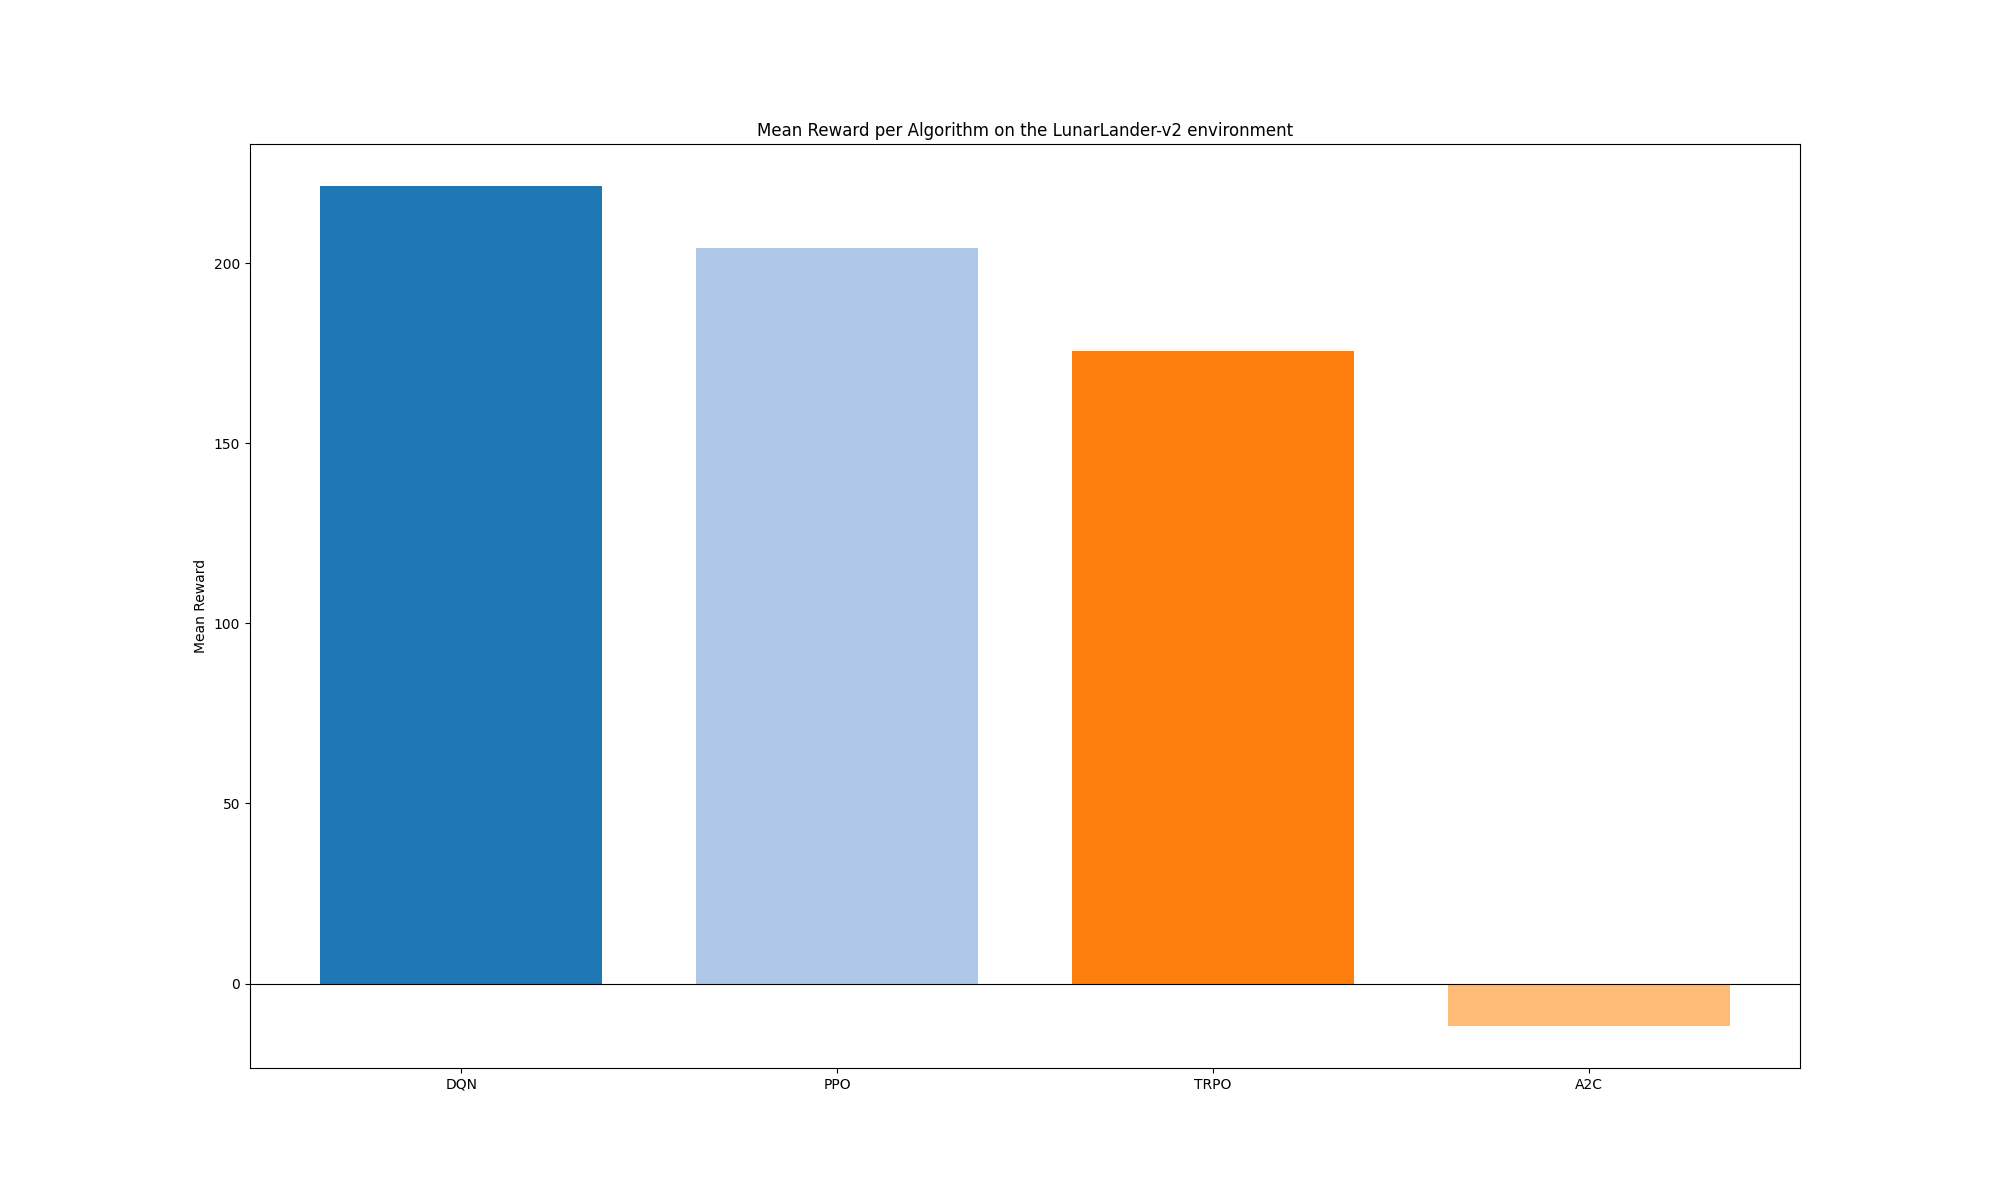 Mean Reward per Algorithm on the LunarLander-v2 environment
Mean Reward
200
150
100
50
0
DQN PPO TRPO A2C